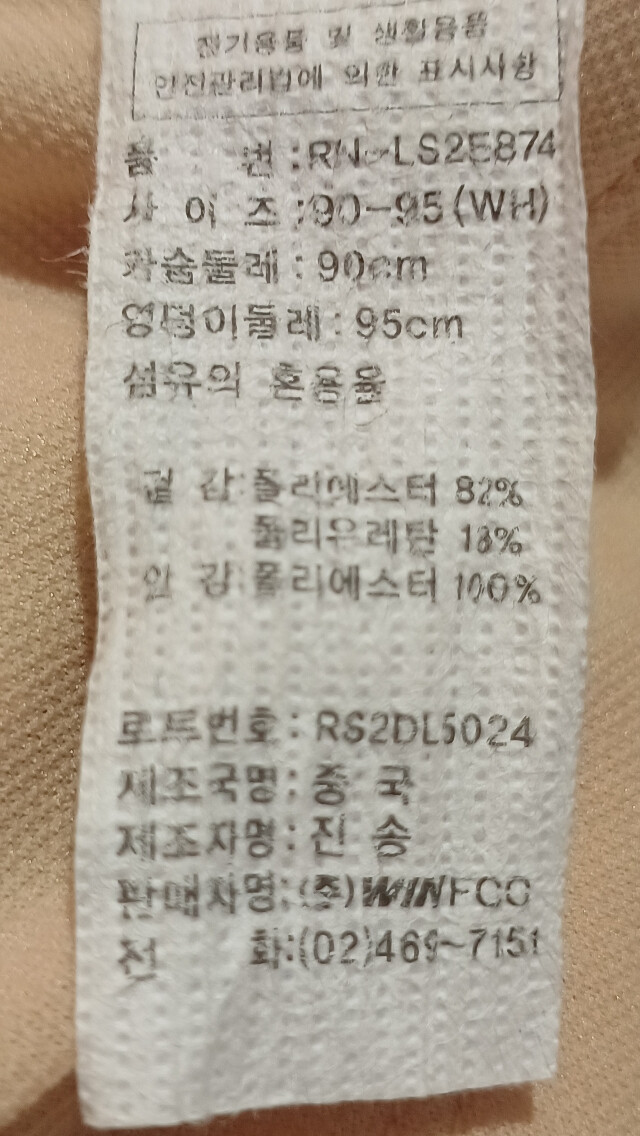 전기용품 및 생활용품
안전관리법에 의한 표시사항
품 번 : RN-LS2E874
사 이 즈 : 90-95(WH)
가슴둘레 : 90cm
엉덩이둘레 : 95cm
섬유의 혼용율
겉 감:폴리에스터 82%
폴리우레탄 18%
안 감:폴리에스터 100%
로트번호 : RS2DL5024
제조국명 : 중 국
제조자명 : 진 송
판매자명:(주)WINFCO
전 화:(02)469-7151